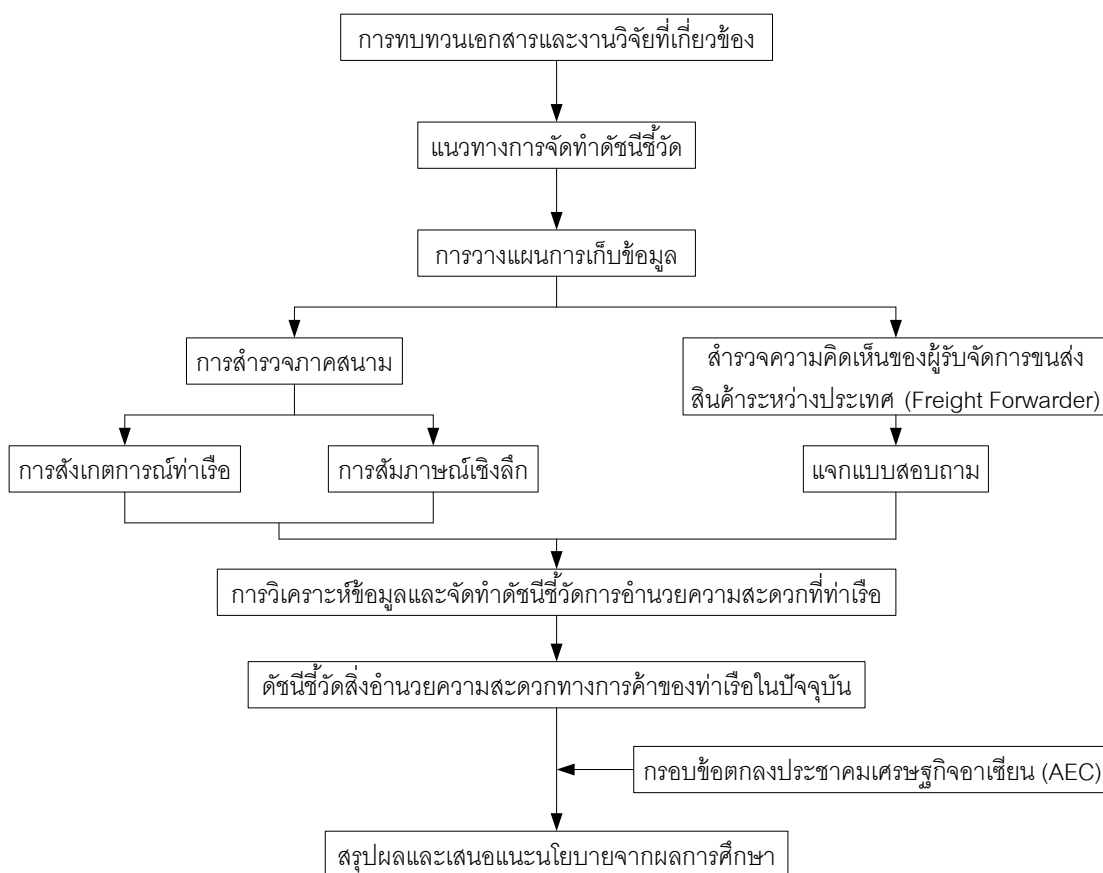 การทบทวนเอกสารและงานวิจัยที่เกี่ยวข้อง
แนวทางการจัดทำดัชนีชี้วัด
การวางแผนการเก็บข้อมูล
การสำรวจภาคสนาม
สำรวจความคิดเห็นของผู้รับจัดการขนส่ง
สินค้าระหว่างประเทศ (Freight Forwarder)
การสังเกตการณ์ท่าเรือ
การสัมภาษณ์เชิงลึก
แจกแบบสอบถาม
การวิเคราะห์ข้อมูลและจัดทำดัชนีชี้วัดการอำนวยความสะดวกที่ท่าเรือ
ดัชนีชี้วัดสิ่งอำนวยความสะดวกทางการค้าของท่าเรือในปัจจุบัน
กรอบข้อตกลงประชาคมเศรษฐกิจอาเซียน (AEC)
สรุปผลและเสนอแนะนโยบายจากผลการศึกษา